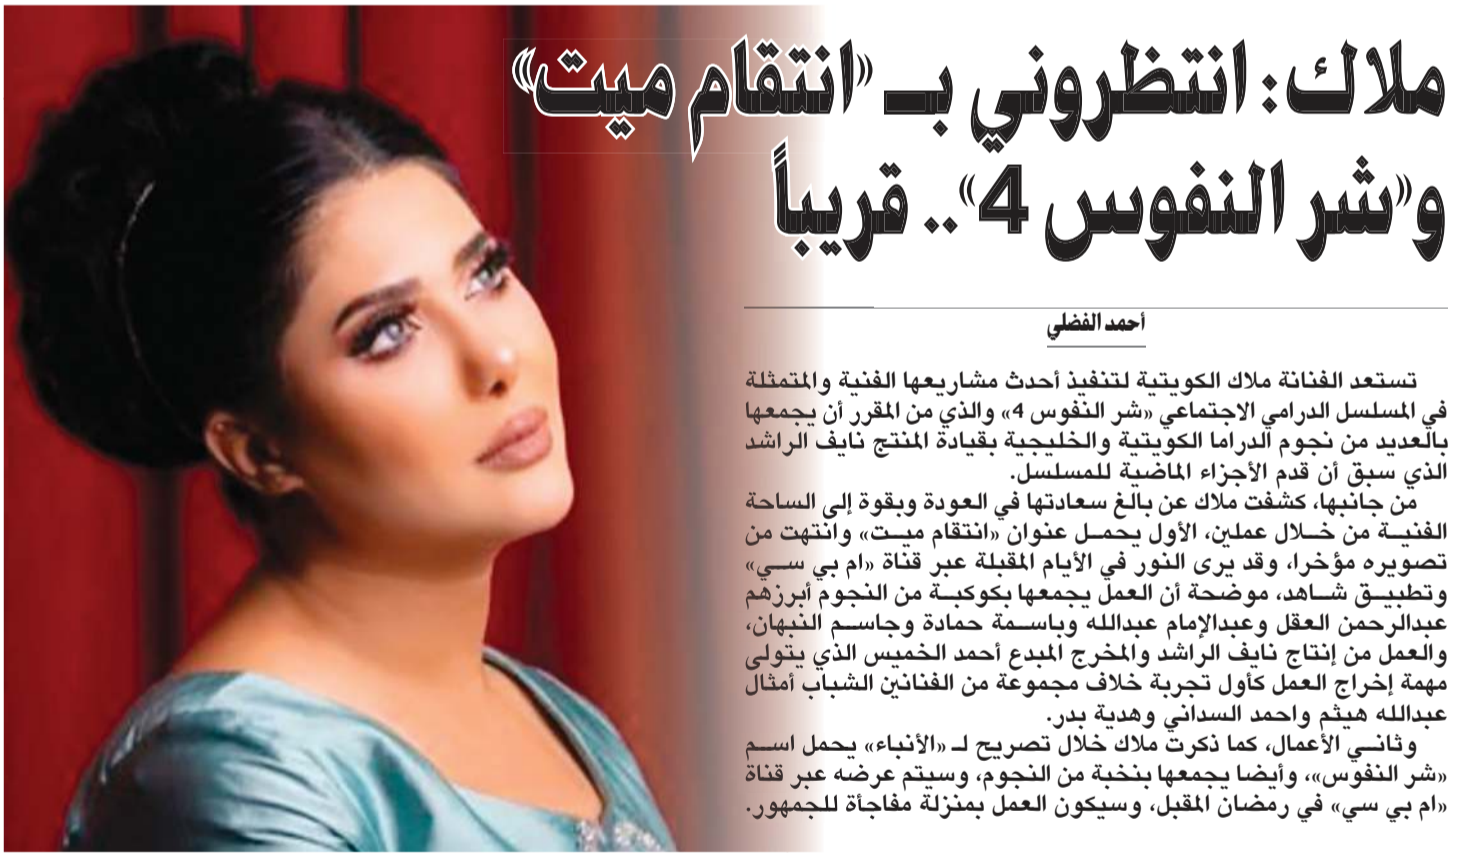 ملاك: انتظروني بـ «انتقام ميت»
و«شر النفوس 4».. قريباً
أحمد الفضلي
تستعد الفنانة ملاك الكويتية لتنفيذ أحدث مشاريعها الفنية والمتمثلة
في المسلسل الدرامي الاجتماعي «شر النفوس 4» والذي من المقرر أن يجمعها
بالعديد من نجوم الدراما الكويتية والخليجية بقيادة المنتج نايف الراشد
الذي سبق أن قدم الأجزاء الماضية للمسلسل.
من جانبها، كشفت ملاك عن بالغ سعادتها في العودة وبقوة إلى الساحة
الفنية من خلال عملين، الأول يحمل عنوان «انتقام ميت» وانتهت من
تصويره مؤخرا، وقد يرى النور في الأيام المقبلة عبر قناة «ام بي سي»
وتطبيق شاهد، موضحة أن العمل يجمعها بكوكبة من النجوم أبرزهم
عبدالرحمن العقل وعبدالإمام عبدالله وباسمة حمادة وجاسم النبهان،
والعمل من إنتاج نايف الراشد والمخرج المبدع أحمد الخميس الذي يتولى
مهمة إخراج العمل كأول تجربة خلاف مجموعة من الفنانين الشباب أمثال
عبدالله هيثم واحمد السداني وهدية بدر.
وثاني الأعمال، كما ذكرت ملاك خلال تصريح لـ «الأنباء» يحمل اسم
«شر النفوس»، وأيضا يجمعها بنخبة من النجوم، وسيتم عرضه عبر قناة
«ام بي سي» في رمضان المقبل، وسيكون العمل بمنزلة مفاجأة للجمهور.